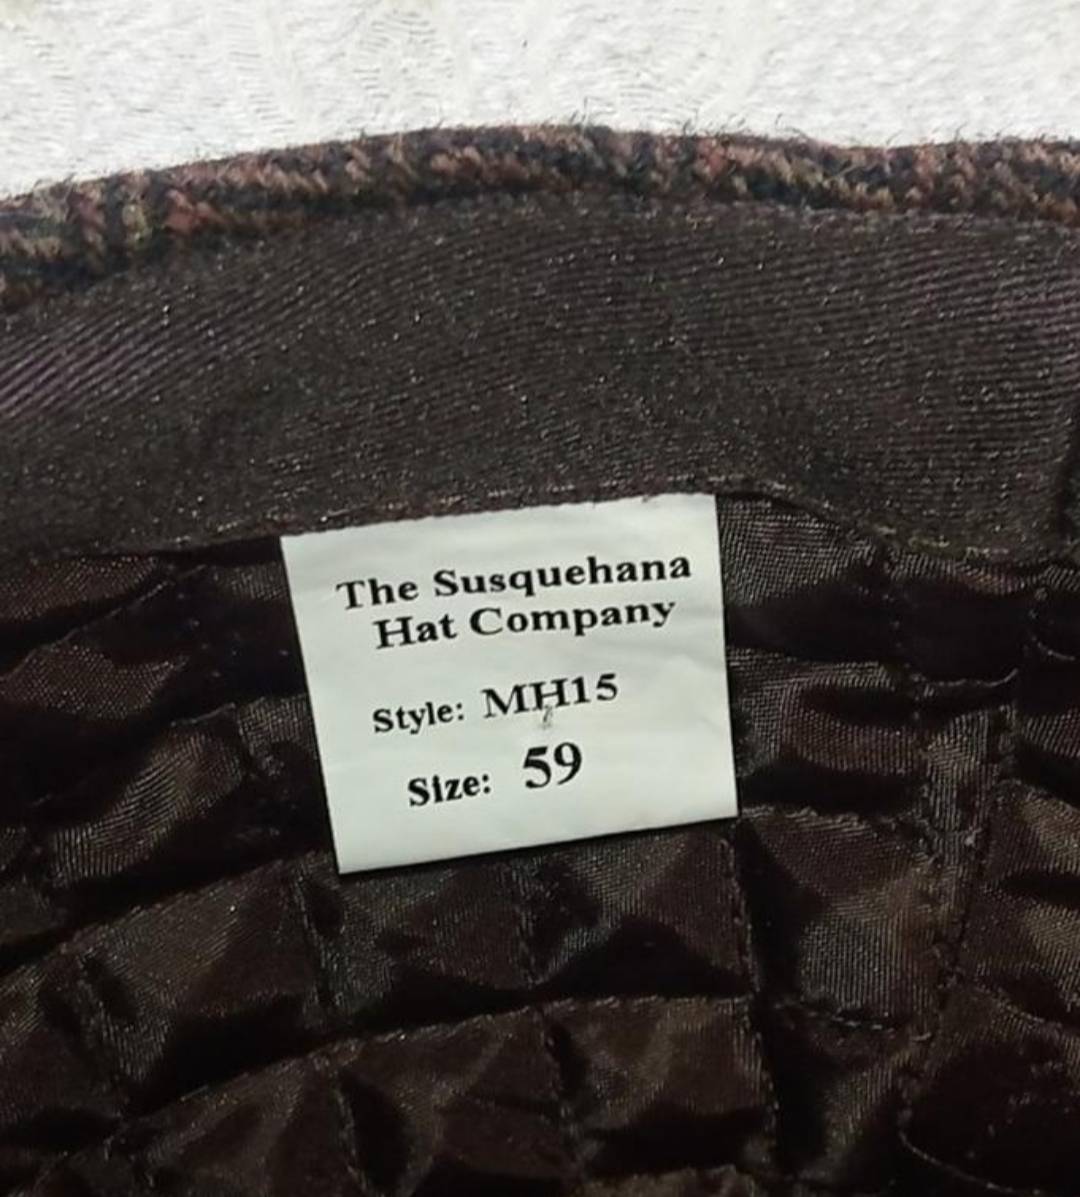 The Susquehana
Hat Company
Style: MH15
Size: 59